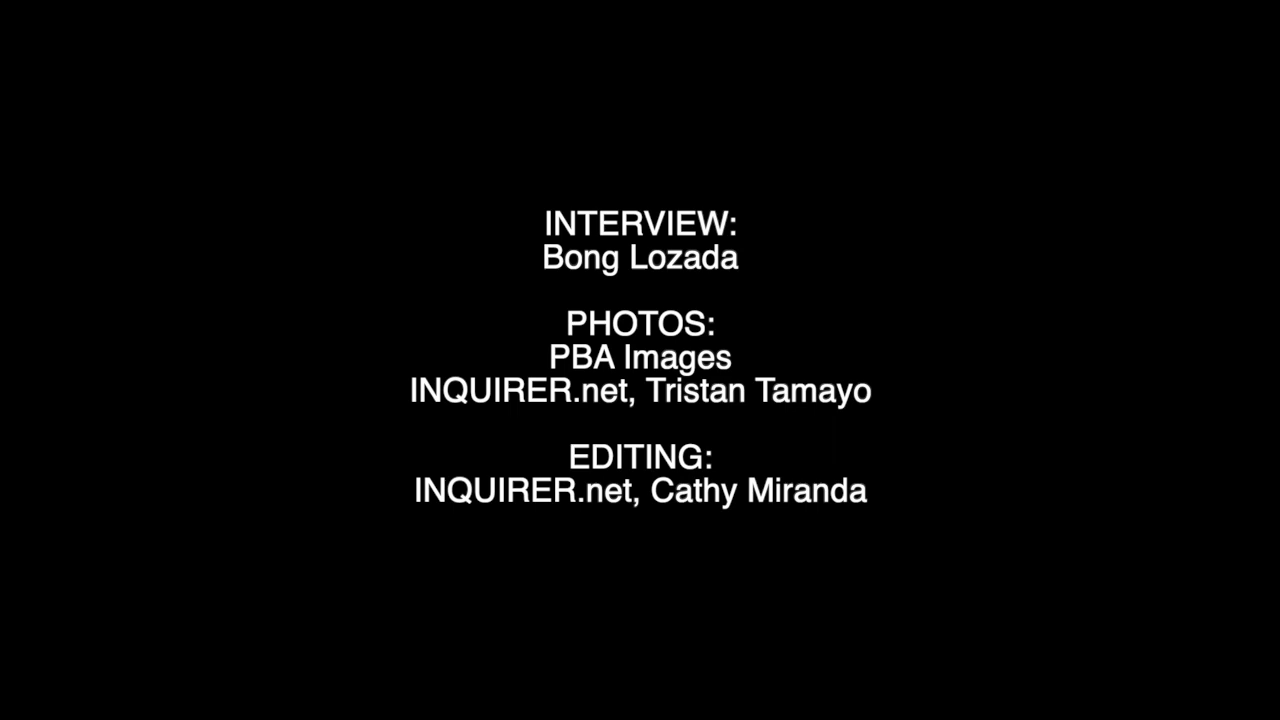 INTERVIEW:
Bong Lozada
PHOTOS:
PBA Images
INQUIRER.net, Tristan Tamayo
EDITING:
INQUIRER.net, Cathy Miranda